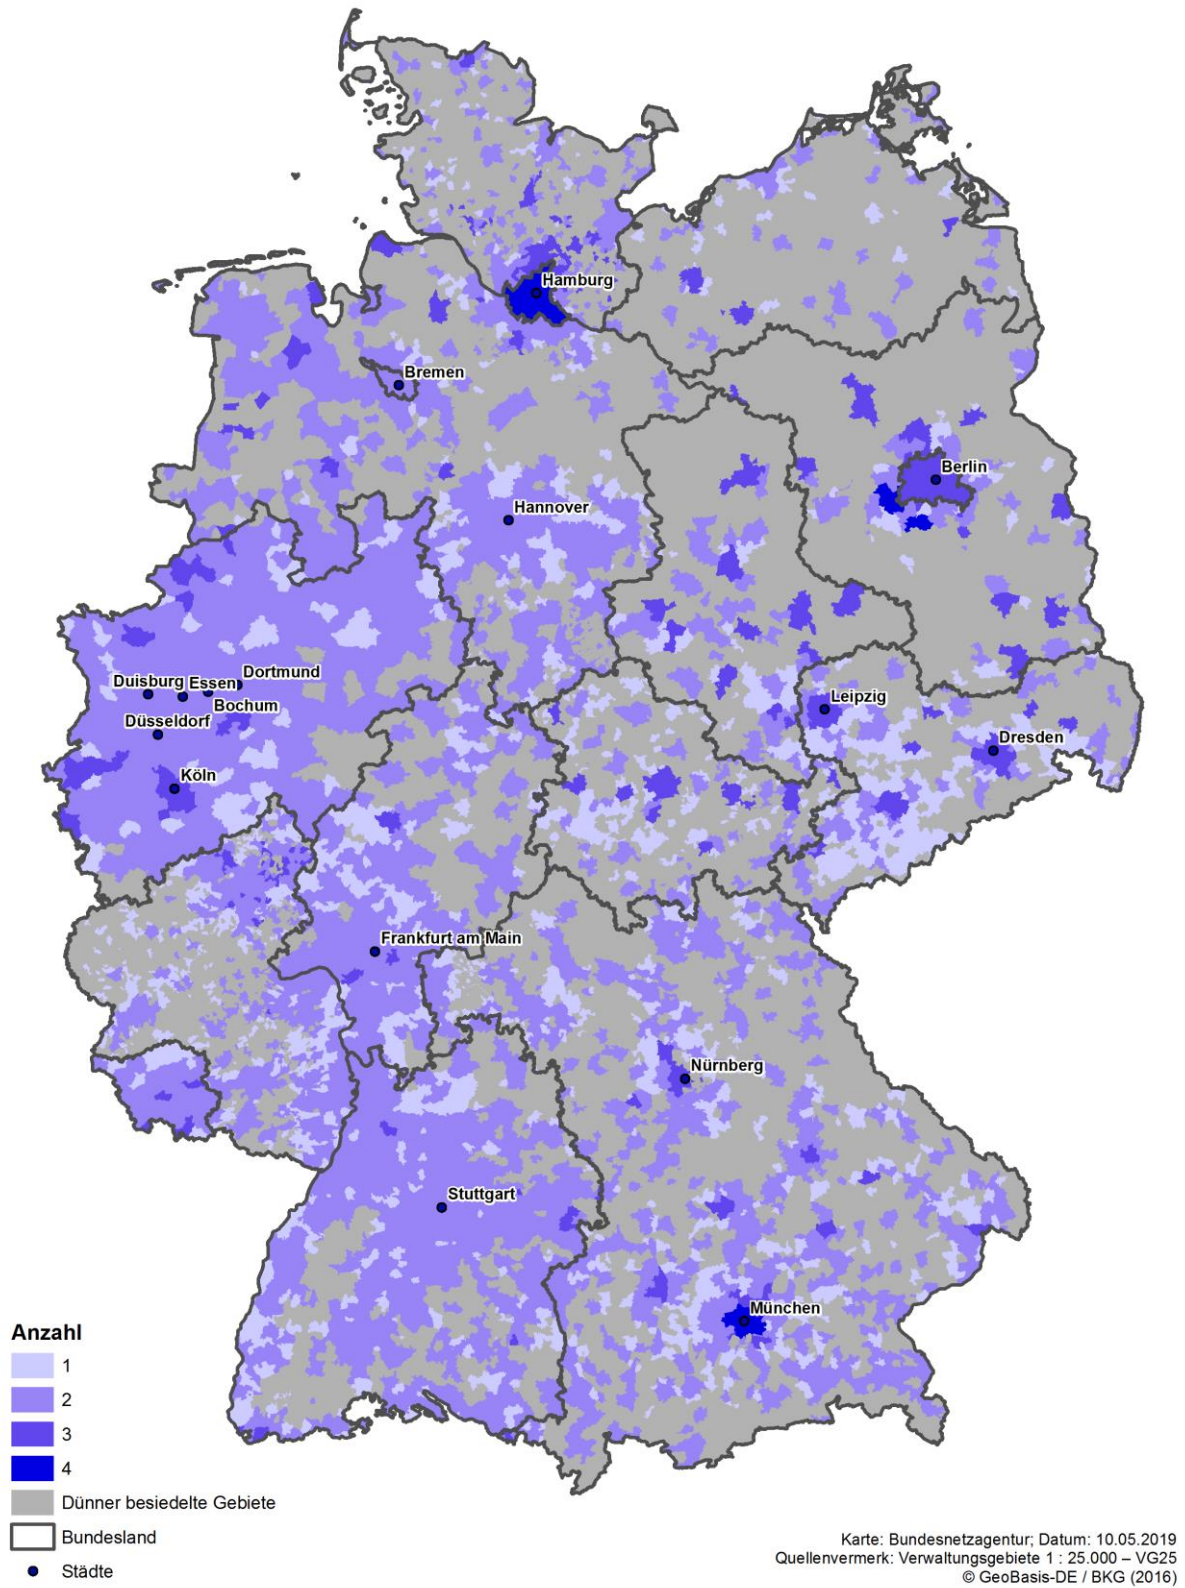 Hamburg
Bremen
Berlin
Hannover
Dortmund
Duisburg
Essen
Bochum
Düsseldorf
Leipzig
Dresden
Köln
Frankfurt am Main
Nürnberg
Stuttgart
München
Anzahl
1
2
3
4
Dünner besiedelte Gebiete
Bundesland
Städte
Karte: Bundesnetzagentur; Datum: 10.05.2019
Quellenvermerk: Verwaltungsgebiete 1 : 25.000 – VG25
© GeoBasis-DE / BKG (2016)